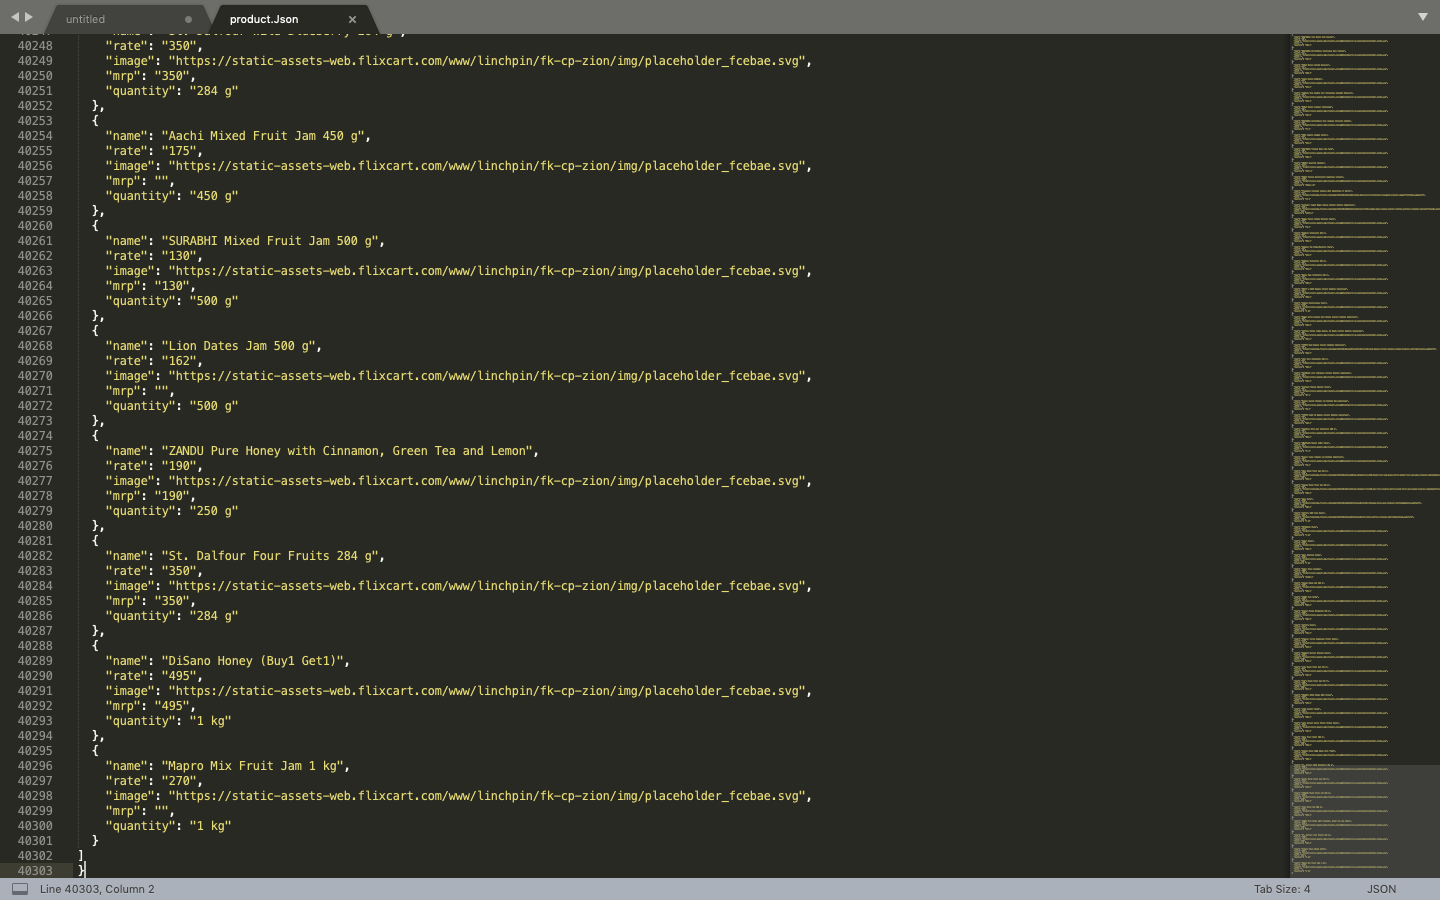 untitled
product.Json
40248 "rate": "350",
40249 "image": "https://static-assets-web.flixcart.com/www/linchpin/fk-cp-zion/img/placeholder_fcebae.svg",
40250 "mrp": "350",
40251 "quantity": "284 g"
40252 },
40253 {
40254 "name": "Aachi Mixed Fruit Jam 450 g",
40255 "rate": "175",
40256 "image": "https://static-assets-web.flixcart.com/www/linchpin/fk-cp-zion/img/placeholder_fcebae.svg",
40257 "mrp": "",
40258 "quantity": "450 g"
40259 },
40260 {
40261 "name": "SURABHI Mixed Fruit Jam 500 g",
40262 "rate": "130",
40263 "image": "https://static-assets-web.flixcart.com/www/linchpin/fk-cp-zion/img/placeholder_fcebae.svg",
40264 "mrp": "130",
40265 "quantity": "500 g"
40266 },
40267 {
40268 "name": "Lion Dates Jam 500 g",
40269 "rate": "162",
40270 "image": "https://static-assets-web.flixcart.com/www/linchpin/fk-cp-zion/img/placeholder_fcebae.svg",
40271 "mrp": "",
40272 "quantity": "500 g"
40273 },
40274 {
40275 "name": "ZANDU Pure Honey with Cinnamon, Green Tea and Lemon",
40276 "rate": "190",
40277 "image": "https://static-assets-web.flixcart.com/www/linchpin/fk-cp-zion/img/placeholder_fcebae.svg",
40278 "mrp": "190",
40279 "quantity": "250 g"
40280 },
40281 {
40282 "name": "St. Dalfour Four Fruits 284 g",
40283 "rate": "350",
40284 "image": "https://static-assets-web.flixcart.com/www/linchpin/fk-cp-zion/img/placeholder_fcebae.svg",
40285 "mrp": "350",
40286 "quantity": "284 g"
40287 },
40288 {
40289 "name": "DiSano Honey (Buy1 Get1)",
40290 "rate": "495",
40291 "image": "https://static-assets-web.flixcart.com/www/linchpin/fk-cp-zion/img/placeholder_fcebae.svg",
40292 "mrp": "495",
40293 "quantity": "1 kg"
40294 },
40295 {
40296 "name": "Mapro Mix Fruit Jam 1 kg",
40297 "rate": "270",
40298 "image": "https://static-assets-web.flixcart.com/www/linchpin/fk-cp-zion/img/placeholder_fcebae.svg",
40299 "mrp": "",
40300 "quantity": "1 kg"
40301 }
40302 ]
40303 }
Line 40303, Column 2
Tab Size: 4
JSON